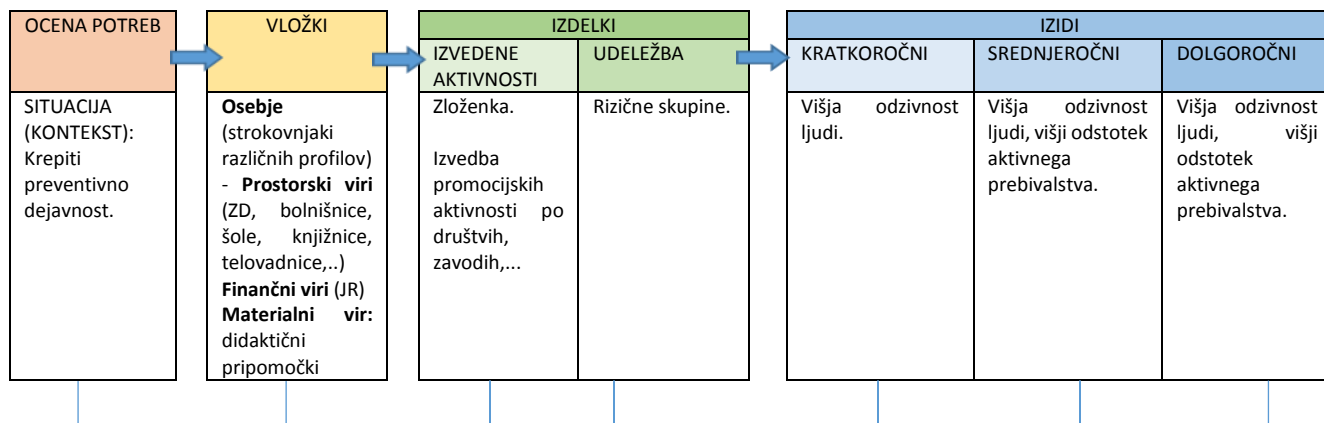 OCENA POTREB
SITUACIJA
(KONTEKST):
Krepiti
preventivno
dejavnost.
VLOŽKI
Osebje
(strokovnjaki
različnih profilov)
- Prostorski viri
(ZD, bolnišnice,
šole, knjižnice,
telovadnice,..)
Finančni viri (JR)
Materialni vir:
didaktični
pripomočki
IZDELKI
IZVEDENE
AKTIVNOSTI
Zloženka.
Izvedba
promocijskih
aktivnosti po
društvih,
zavodih,...
UDELEŽBA
Rizične skupine.
IZIDI
KRATKOROČNI
Višja odzivnost
ljudi.
SREDNJEROČNI
Višja odzivnost
ljudi, višji odstotek
aktivnega
prebivalstva.
DOLGOROČNI
Višja odzivnost
ljudi, višji
odstotek
aktivnega
prebivalstva.